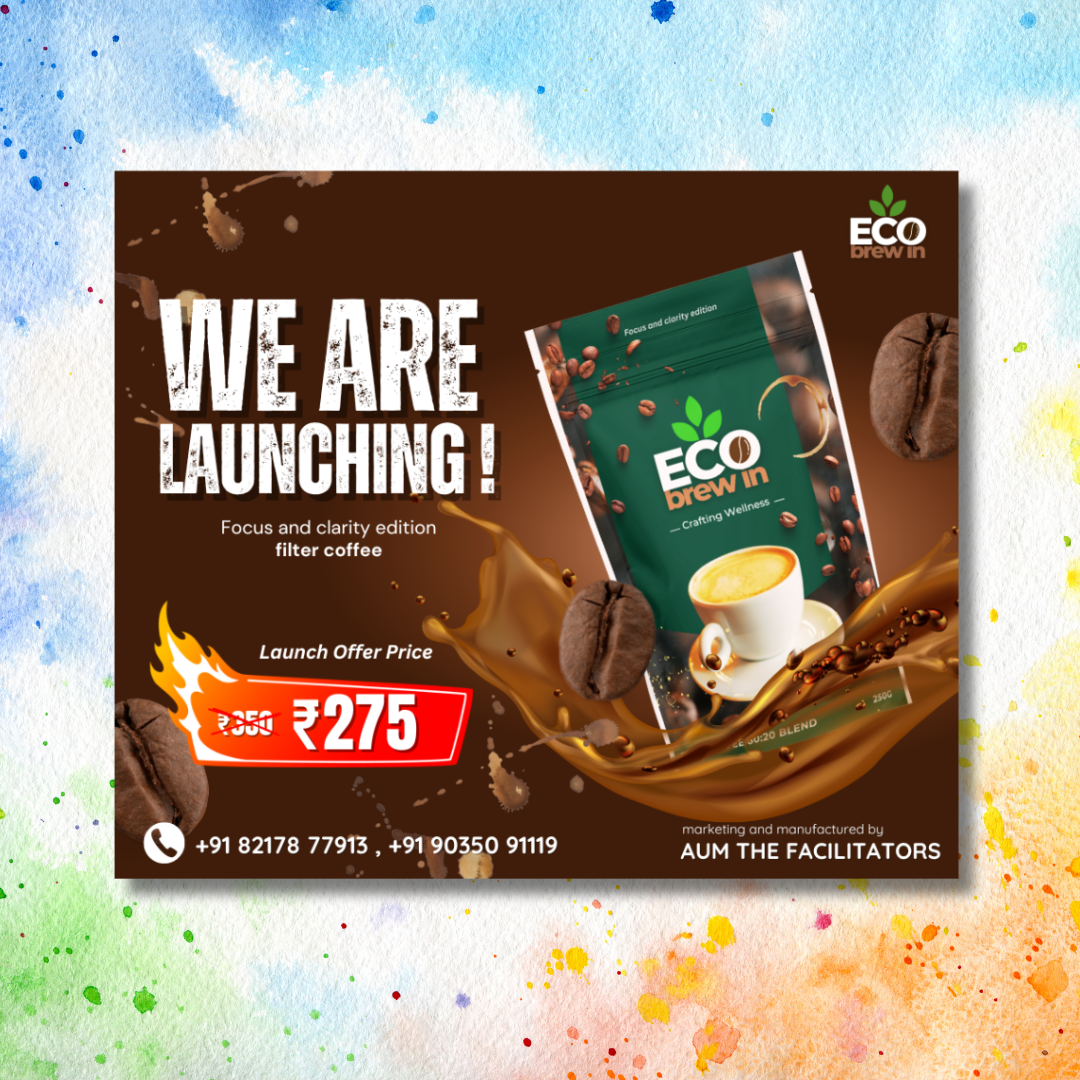 ECO
brew in
WE ARE
LAUNCHING !
Focus and clarity edition
filter coffee
Launch Offer Price
₹350 ₹275
Focus and clarity edition
ECO
brew in
— Crafting Wellness —
250G
BLEND
+91 82178 77913 , +91 90350 91119
marketing and manufactured by
AUM THE FACILITATORS